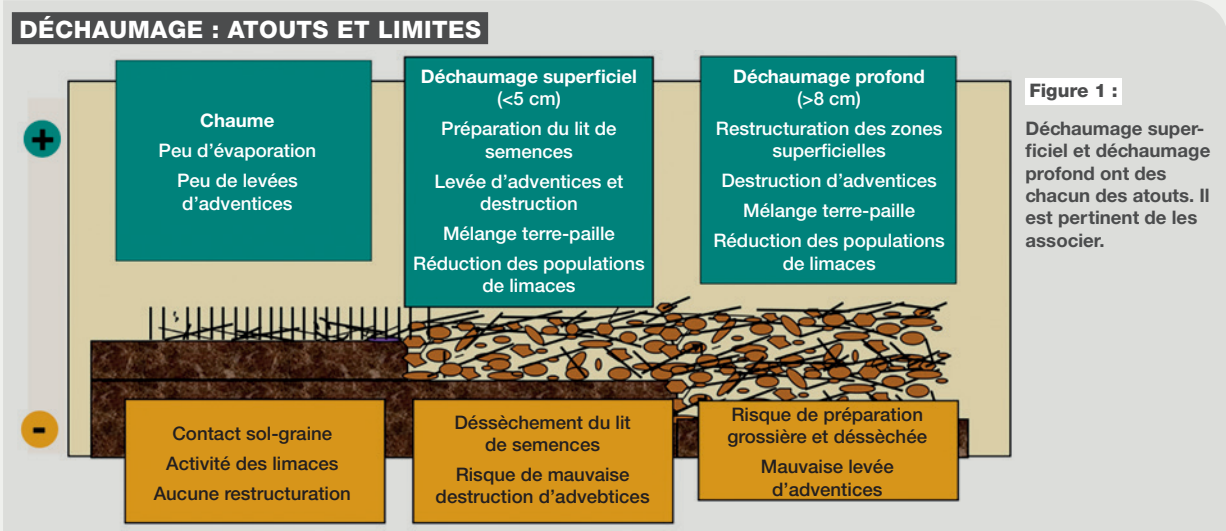 DÉCHAUMAGE : ATOUTS ET LIMITES
+
Chaume
Peu d'évaporation
Peu de levées
d'adventices
Déchaumage superficiel
(<5 cm)
Préparation du lit de
semences
Levée d'adventices et
destruction
Mélange terre-paille
Réduction des populations
de limaces
Déchaumage profond
(>8 cm)
Restructuration des zones
superficielles
Destruction d'adventices
Mélange terre-paille
Réduction des populations
de limaces
Figure 1 :
Déchaumage super-
ficiel et déchaumage
profond ont des
chacun des atouts. Il
est pertinent de les
associer.
-
Contact sol-graine
Activité des limaces
Aucune restructuration
Déssèchement du lit
de semences
Risque de mauvaise
destruction d'advebtices
Risque de préparation
grossière et déssèchée
Mauvaise levée
d'adventices